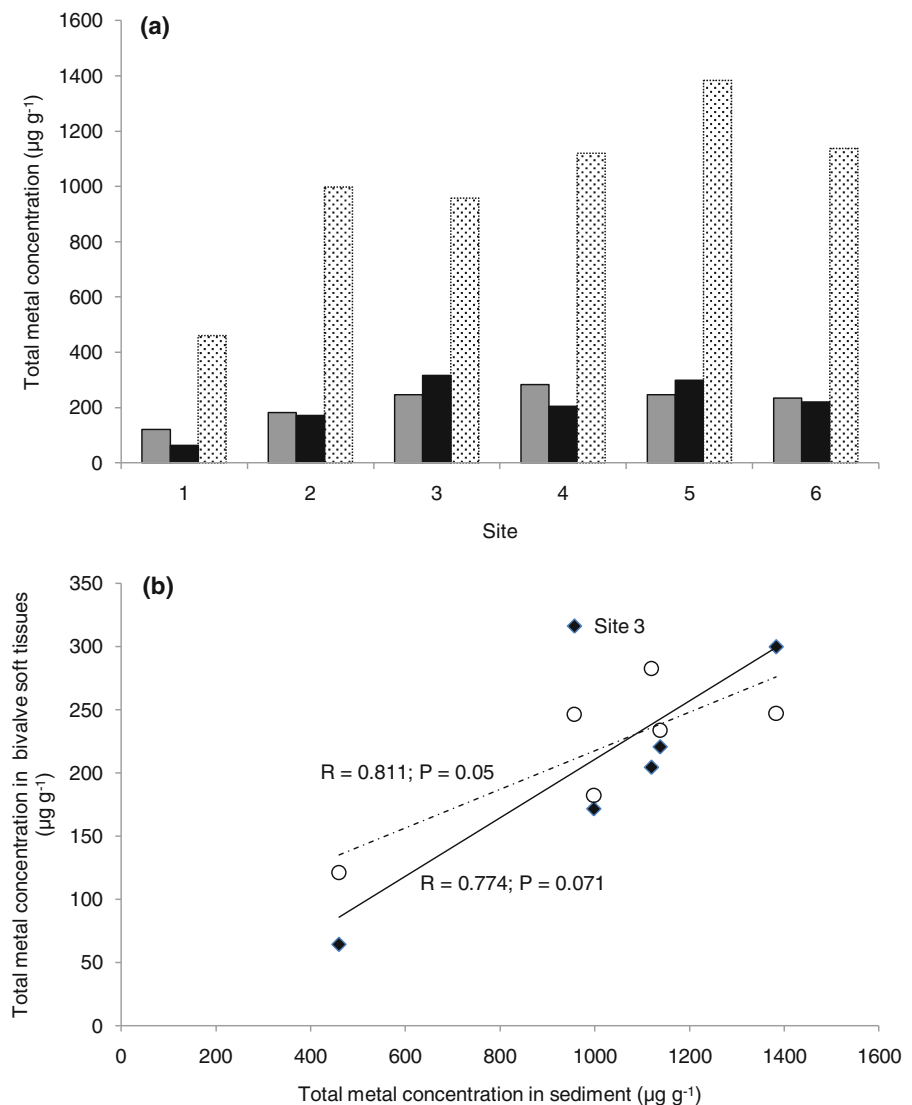 (a)
Total metal concentration (µg g-1)
1600
1400
1200
1000
800
600
400
200
0
1 2 3 4 5 6
Site
(b)
Total metal concentration in bivalve soft tissues
(µg g-1)
350
300
250
200
150
100
50
0
Site 3
R = 0.811; P = 0.05
R = 0.774; P = 0.071
0 200 400 600 800 1000 1200 1400 1600
Total metal concentration in sediment (µg g-1)